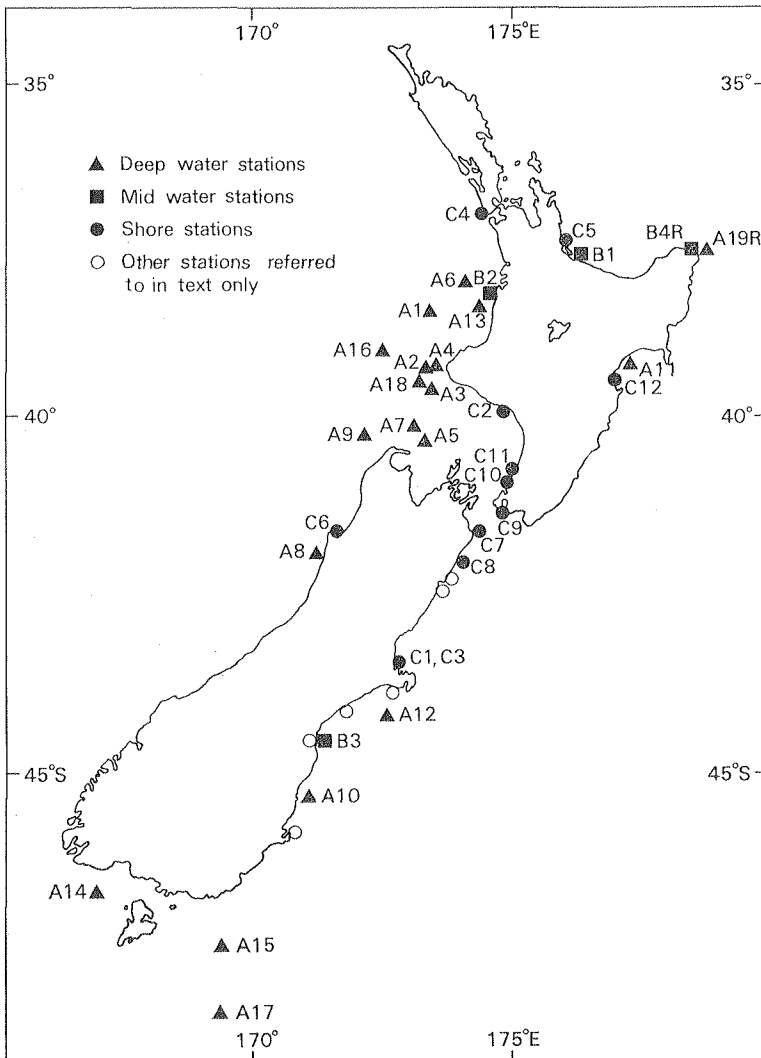 170°
175°E
35°
35°
Deep water stations
Mid water stations
Shore stations
Other stations referred
to in text only
C4
C5
B1
B4R
A19R
A6
B2
A1
A13
A16
A2
A4
A18
A3
A11
C12
C2
40°
40°
A7
A9
A5
C11
C10
C9
C6
C7
A8
C8
C1, C3
A12
B3
45°S
45°S
A10
A14
A15
A17
170°
175°E